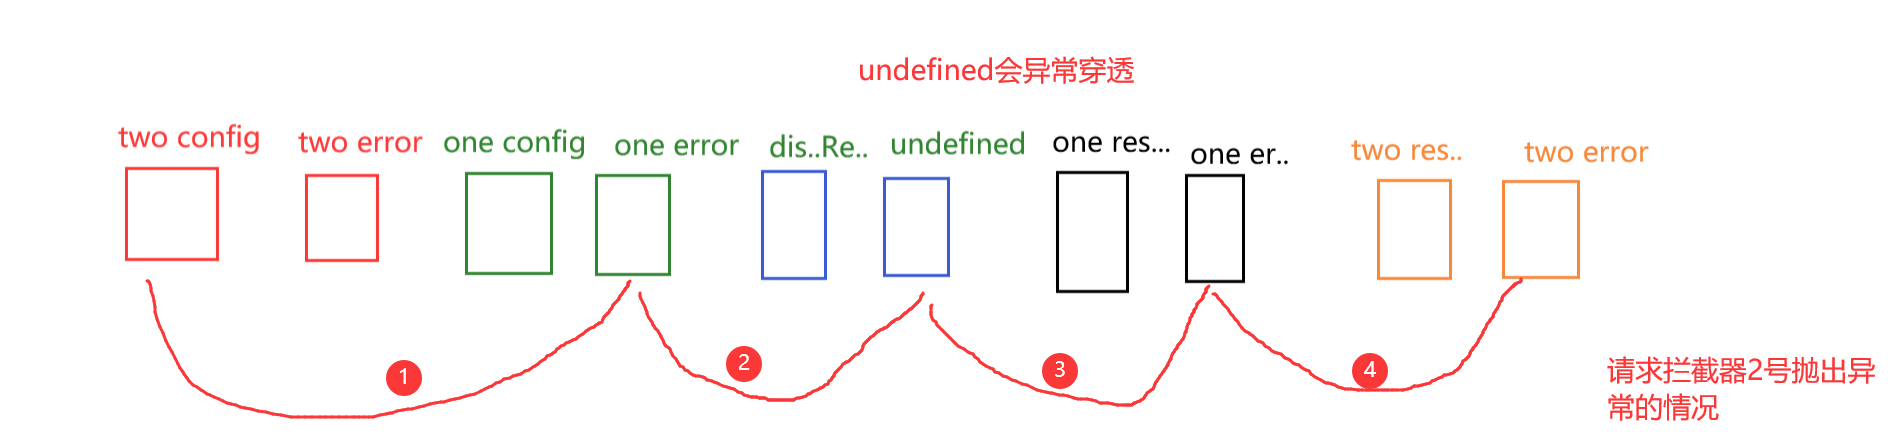 undefined会异常穿透
two config
two error
one config
one error
dis..Re..
undefined
one res...
one er..
two res..
two error
1
2
3
4
请求拦截器2号抛出异
常的情况